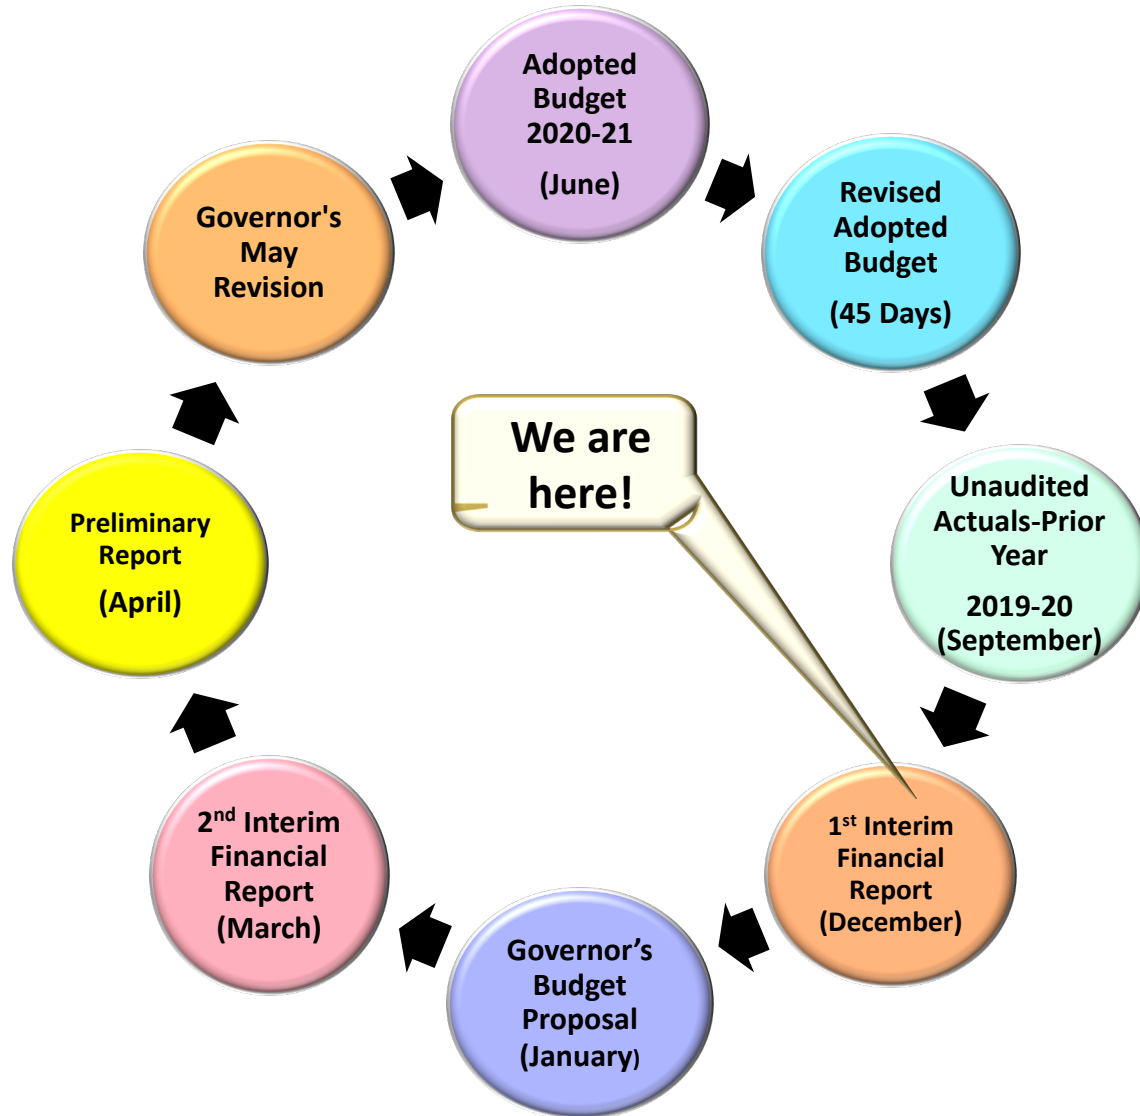 Adopted
Budget
2020-21
(June)
Revised
Adopted
Budget
(45 Days)
Unaudited
Actuals-Prior
Year
2019-20
(September)
1st Interim
Financial
Report
(December)
Governor’s
Budget
Proposal
(January)
2nd Interim
Financial
Report
(March)
Preliminary
Report
(April)
Governor's
May
Revision
We are
here!